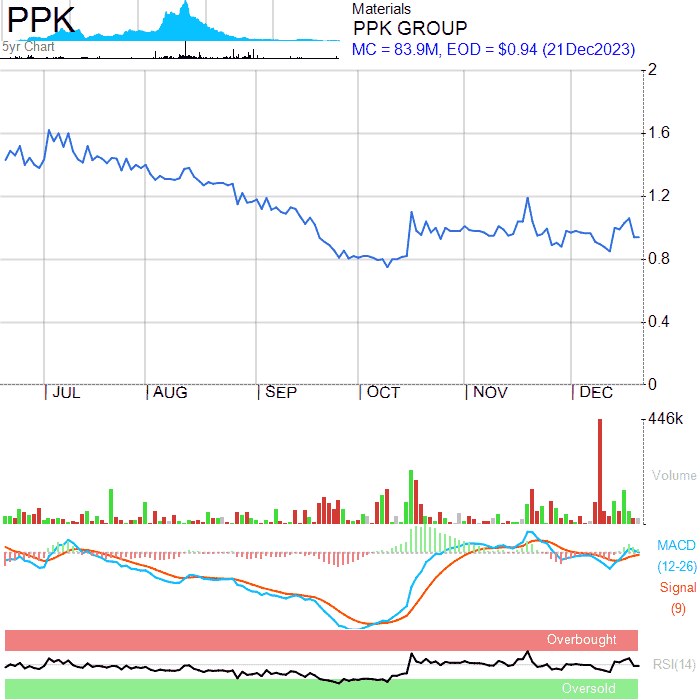 PPK
5yr Chart
Materials
PPK GROUP
MC = 83.9M, EOD = $0.94 (21Dec2023)
2
1.6
1.2
0.8
0.4
0
JUL AUG SEP OCT NOV DEC
446k
Volume
MACD
(12-26)
Signal
(9)
Overbought
RSI(14)
Oversold